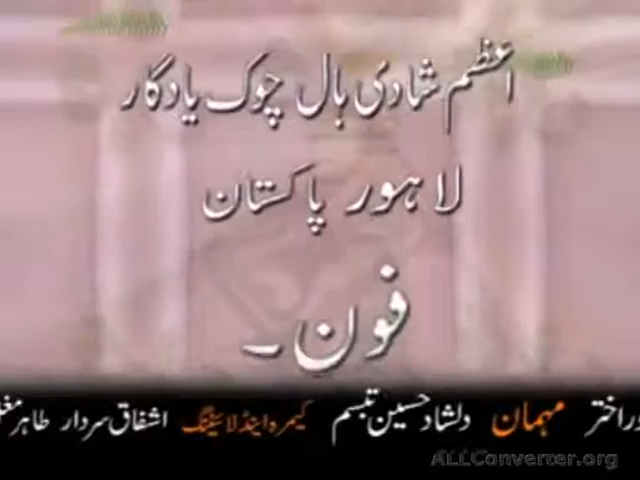 اعظم شادی ہال چوک یادگار
لاہور پاکستان
فون ۔
اختر مہمان دلشاد حسین تبسم کیمرہ اینڈ لائیٹنگ اشفاق سردار طاہر
ALLConverter.org